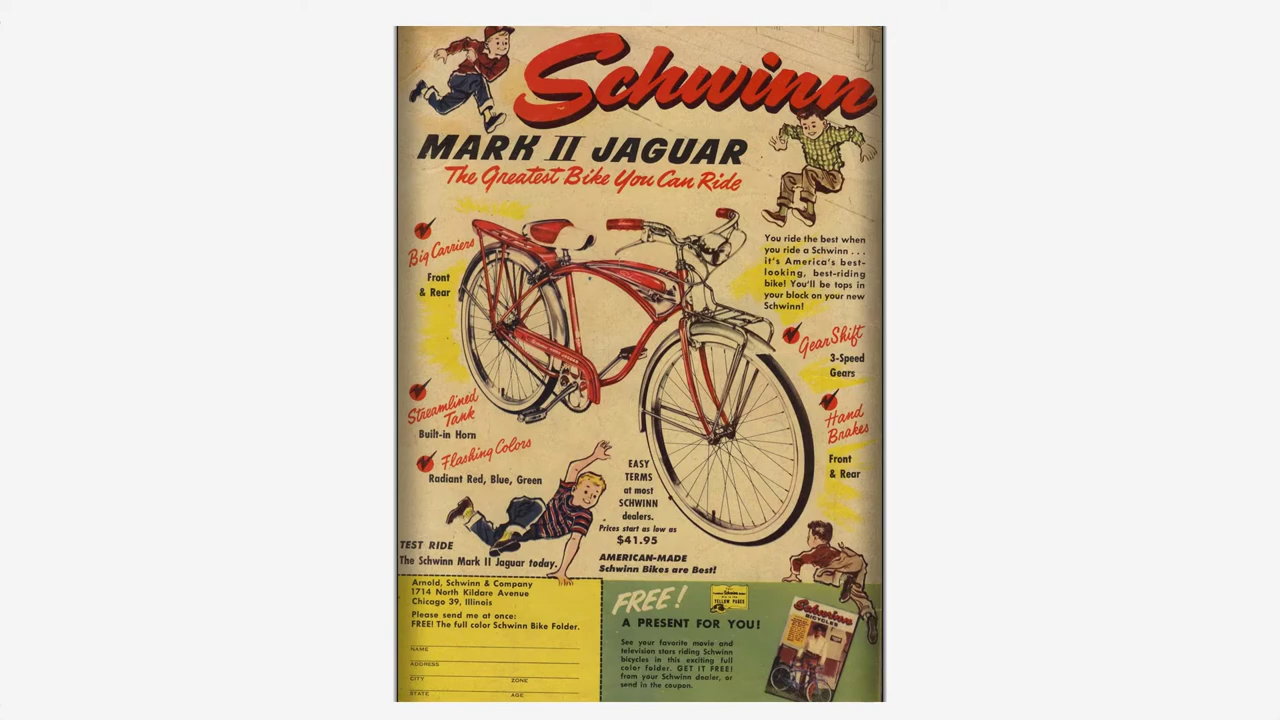 Schwinn
MARK II JAGUAR
The Greatest Bike You Can Ride
Big Carriers
Front
& Rear
You ride the best when
you ride a Schwinn . . .
it's America's best-
looking, best-riding
bike! You'll be tops in
your block on your new
Schwinn!
Gear Shift
3-Speed
Gears
Streamlined
Tank
Built-in Horn
Hand
Brakes
Front
& Rear
Flashing Colors
Radiant Red, Blue, Green
EASY
TERMS
at most
SCHWINN
dealers.
Prices start as low as
$41.95
TEST RIDE
The Schwinn Mark II Jaguar today.
AMERICAN-MADE
Schwinn Bikes are Best!
Arnold, Schwinn & Company
1714 North Kildare Avenue
Chicago 39, Illinois
Please send me at once:
FREE! The full color Schwinn Bike Folder.
NAME
ADDRESS
CITY ZONE
STATE AGE
FREE!
A PRESENT FOR YOU!
See your favorite movie and
television stars riding Schwinn
bicycles in this exciting full
color folder. GET IT FREE!
from your Schwinn dealer, or
send in the coupon.
Schwinn
YELLOW PAGES
Schwinn
BICYCLES